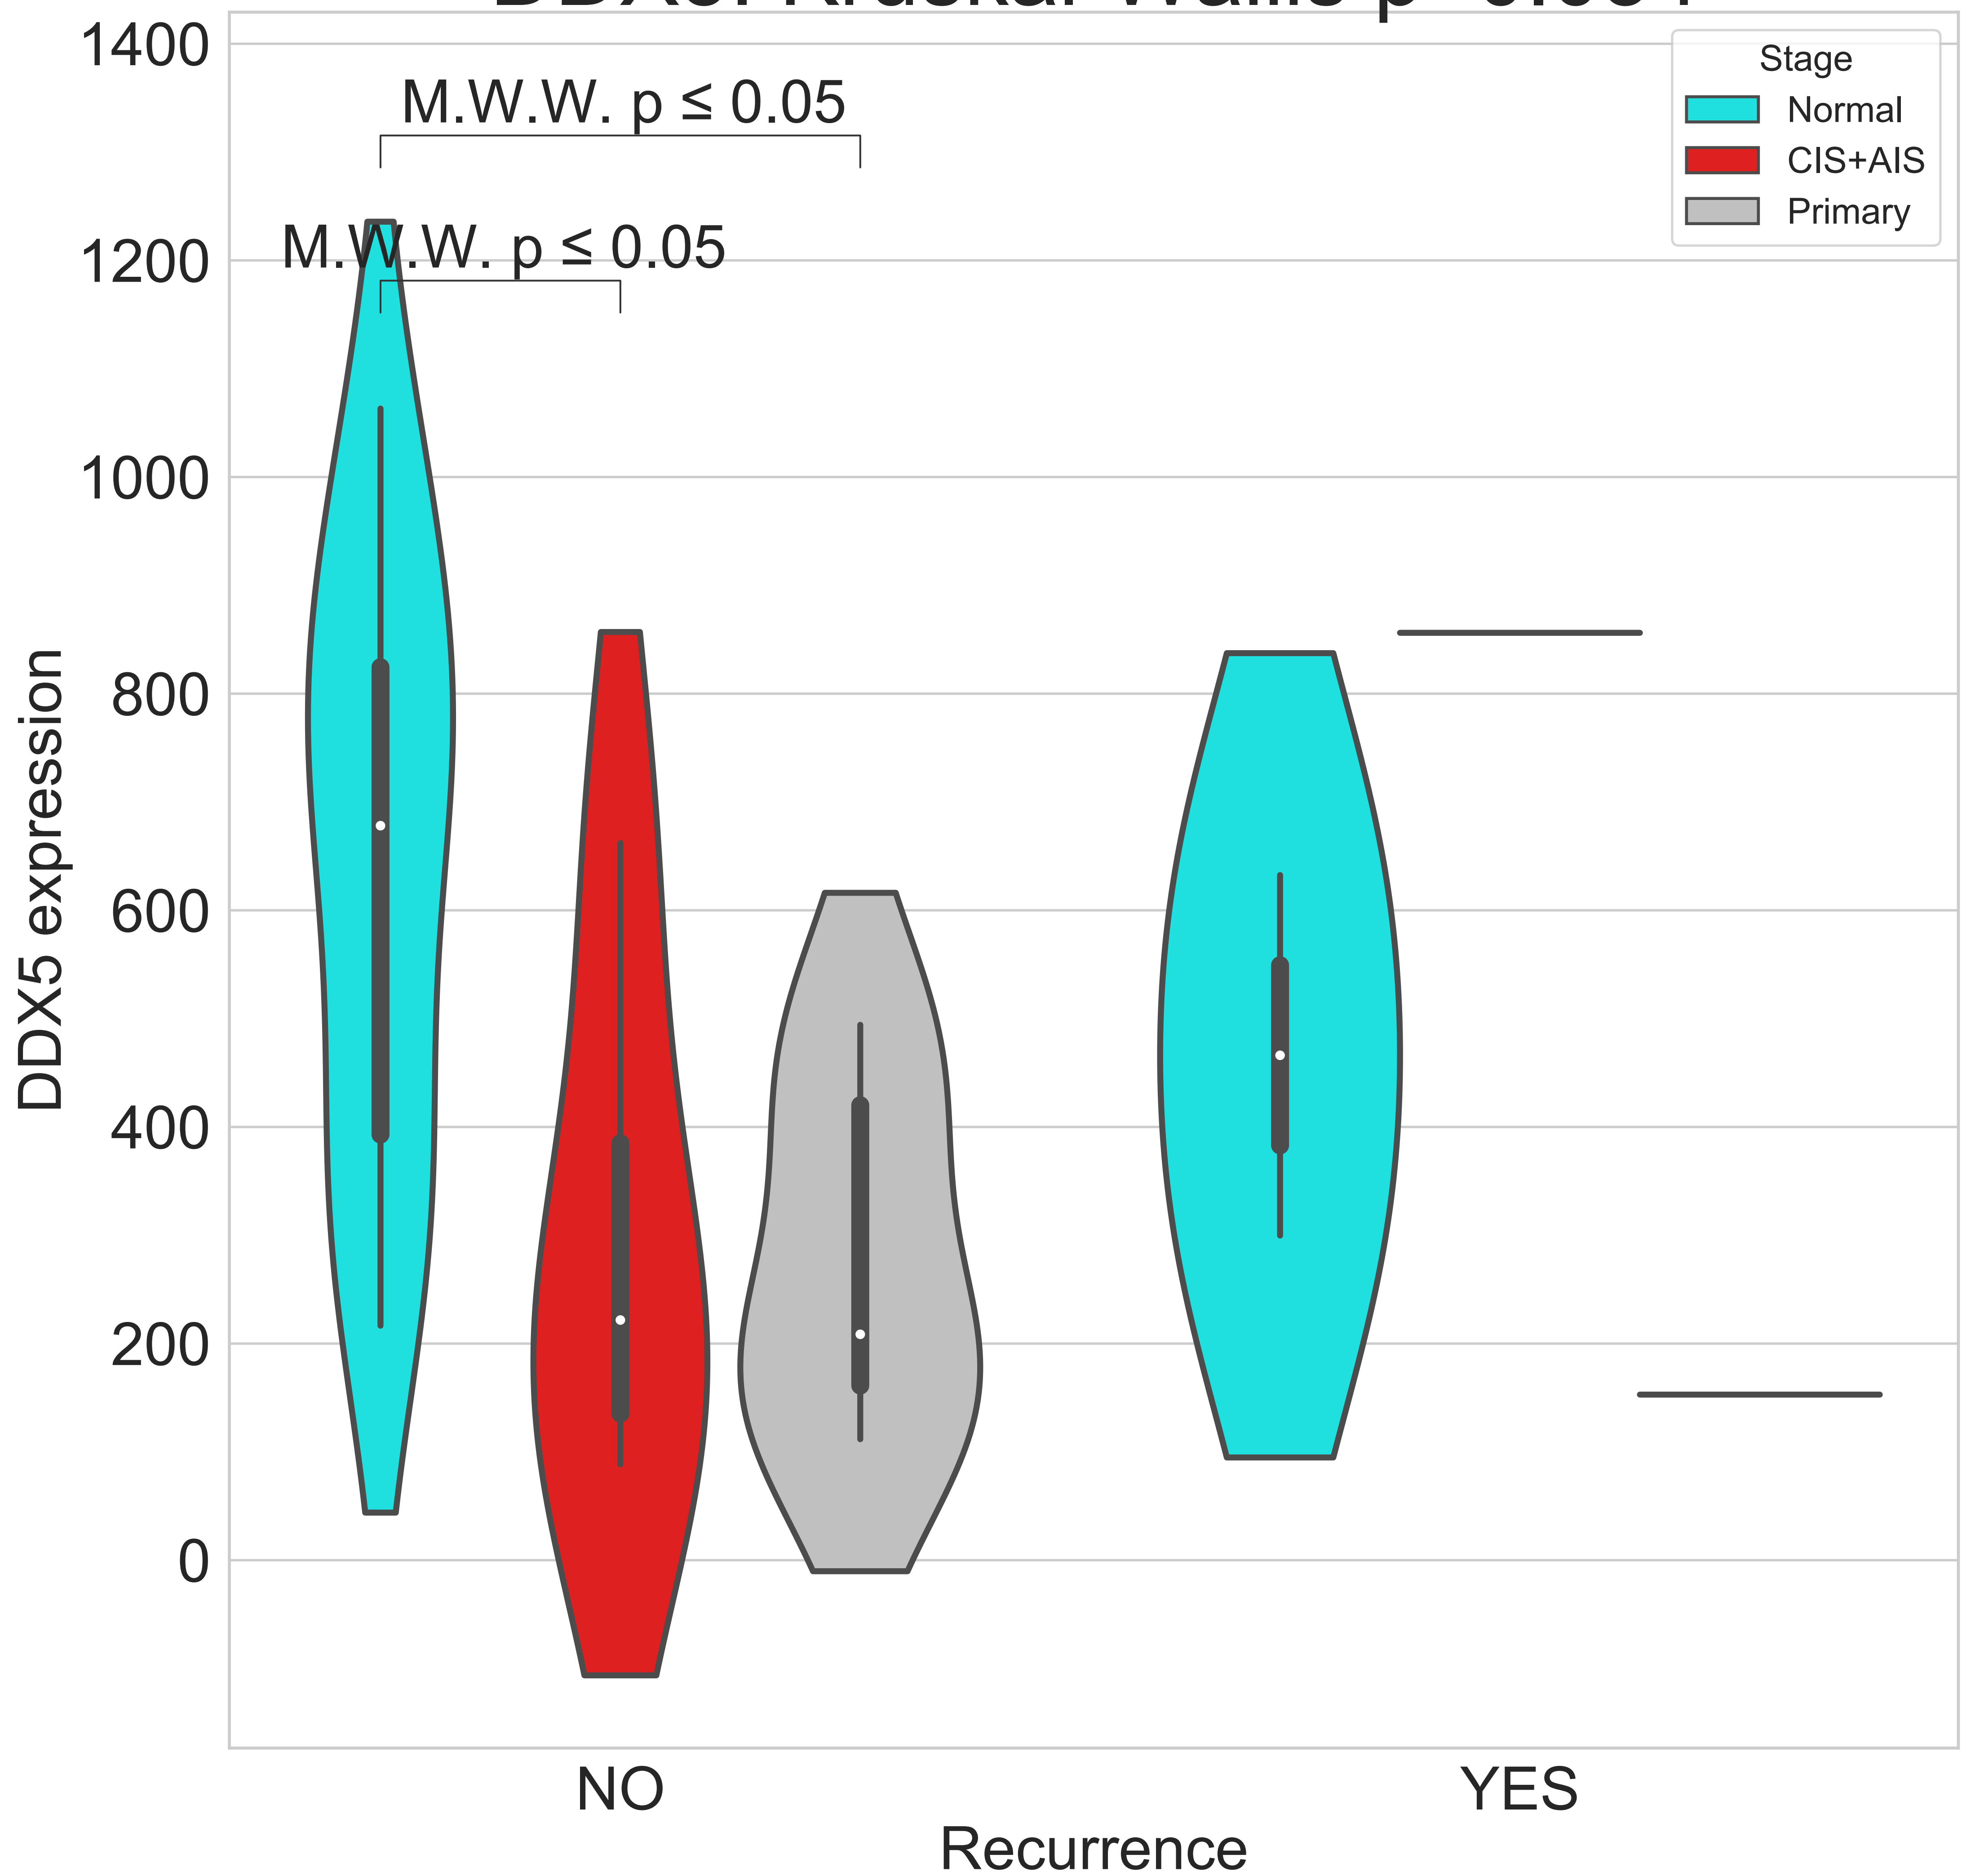 1400
M.W.W. p ≤ 0.05
Stage
Normal
CIS+AIS
Primary
M.W.W. p ≤ 0.05
1200
1000
800
600
400
200
0
DDX5 expression
NO
YES
Recurrence